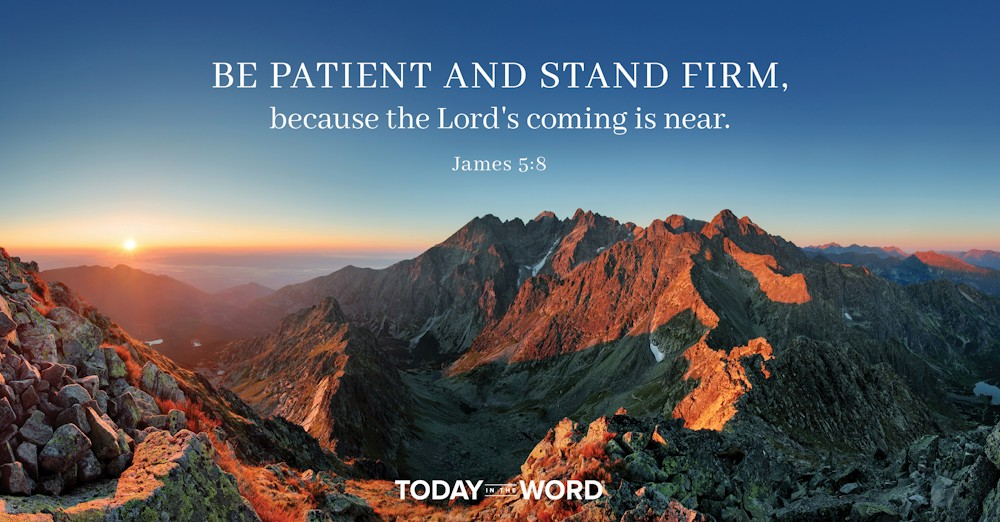 BE PATIENT AND STAND FIRM,
because the Lord's coming is near.
James 5:8
TODAY IN THE WORD